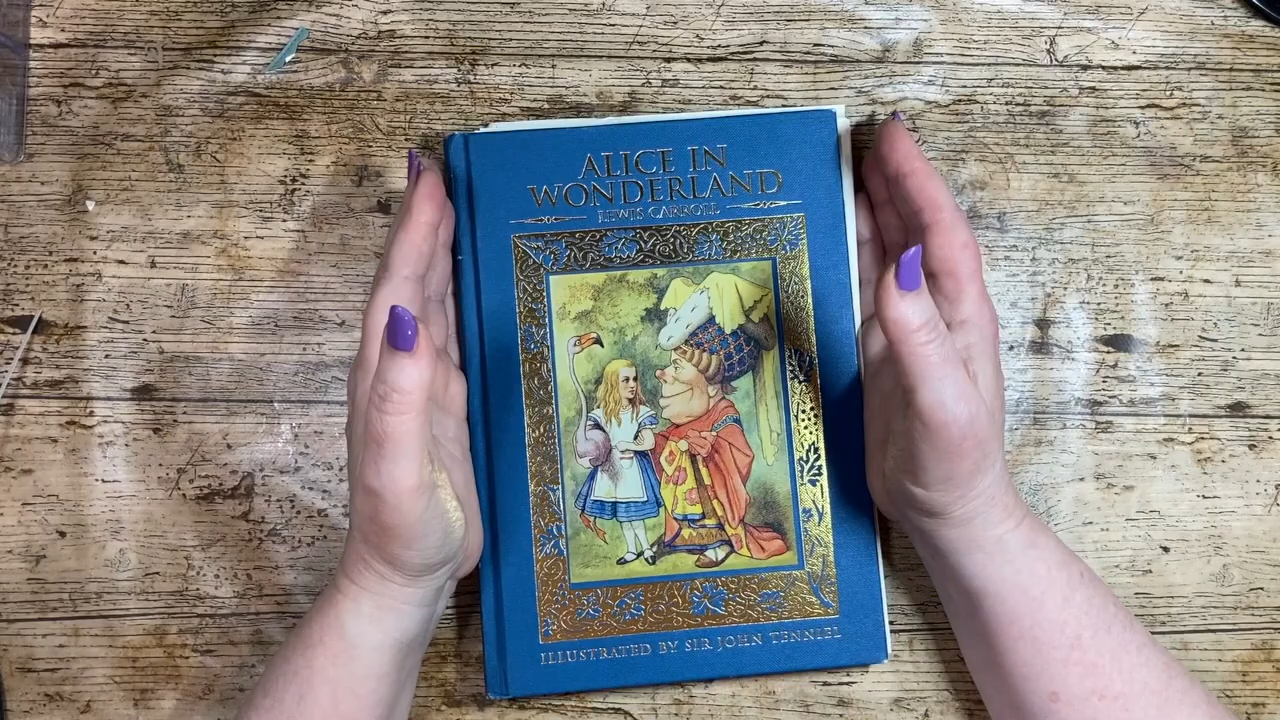 ALICE IN
WONDERLAND
LEWIS CARROLL
ILLUSTRATED BY SIR JOHN TENNIEL